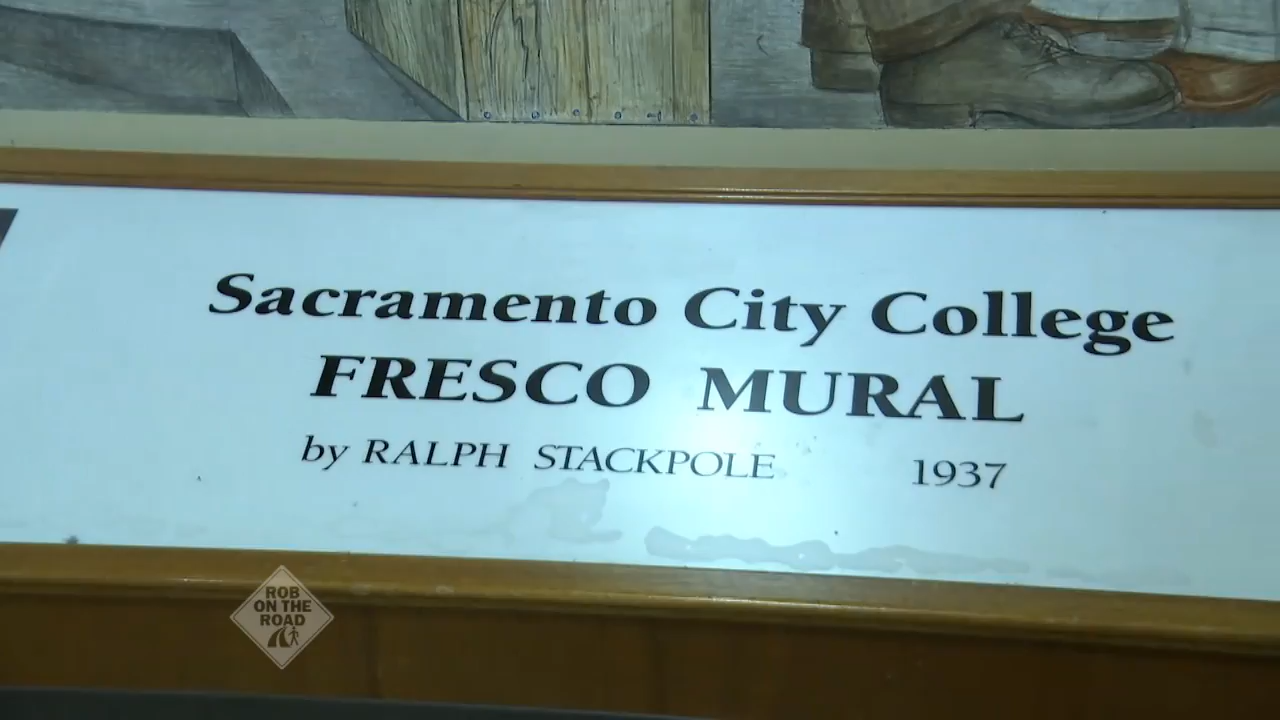 Sacramento City College
FRESCO MURAL
by RALPH STACKPOLE 1937
ROB
ON THE
ROAD